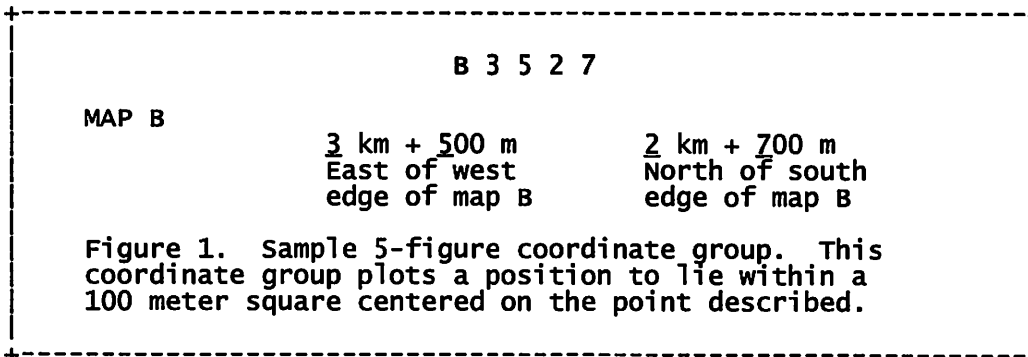 B 3 5 2 7
MAP B
3 km + 500 m 2 km + 700 m
East of west North of south
edge of map B edge of map B
Figure 1. Sample 5-figure coordinate group. This
coordinate group plots a position to lie within a
100 meter square centered on the point described.